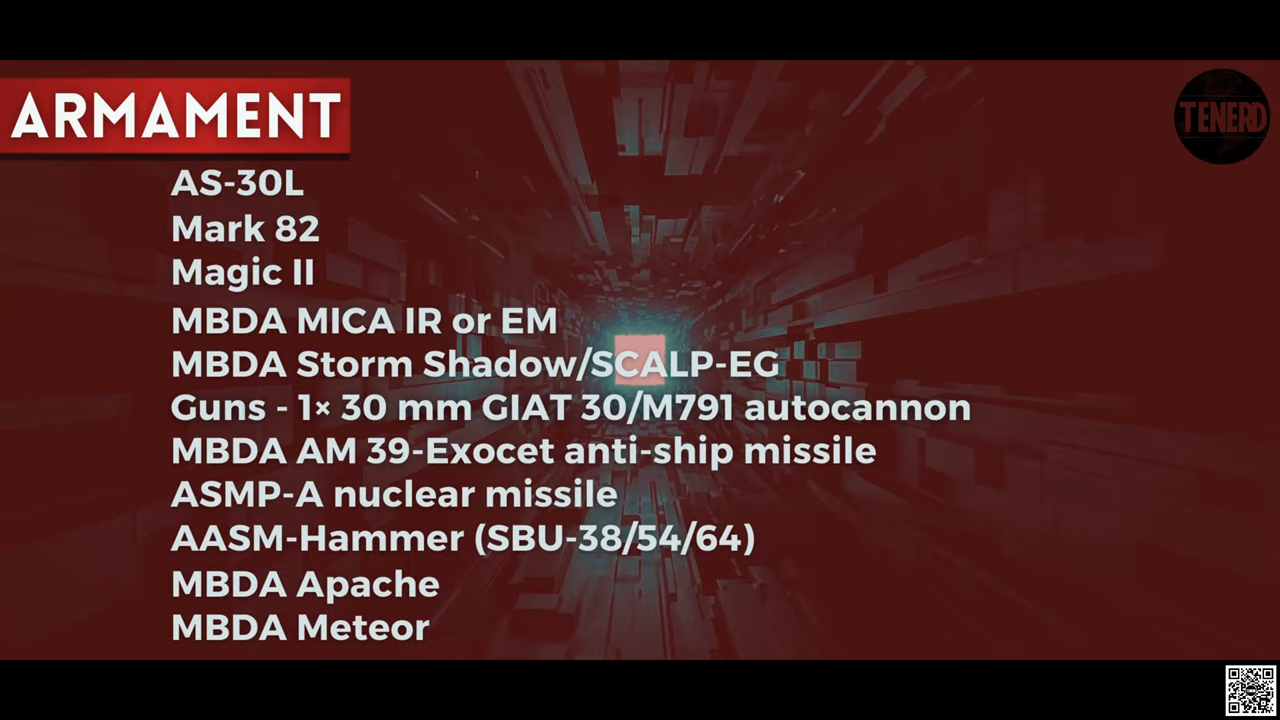 ARMAMENT
TENERD
AS-30L
Mark 82
Magic II
MBDA MICA IR or EM
MBDA Storm Shadow/SCALP-EG
Guns - 1× 30 mm GIAT 30/M791 autocannon
MBDA AM 39-Exocet anti-ship missile
ASMP-A nuclear missile
AASM-Hammer (SBU-38/54/64)
MBDA Apache
MBDA Meteor